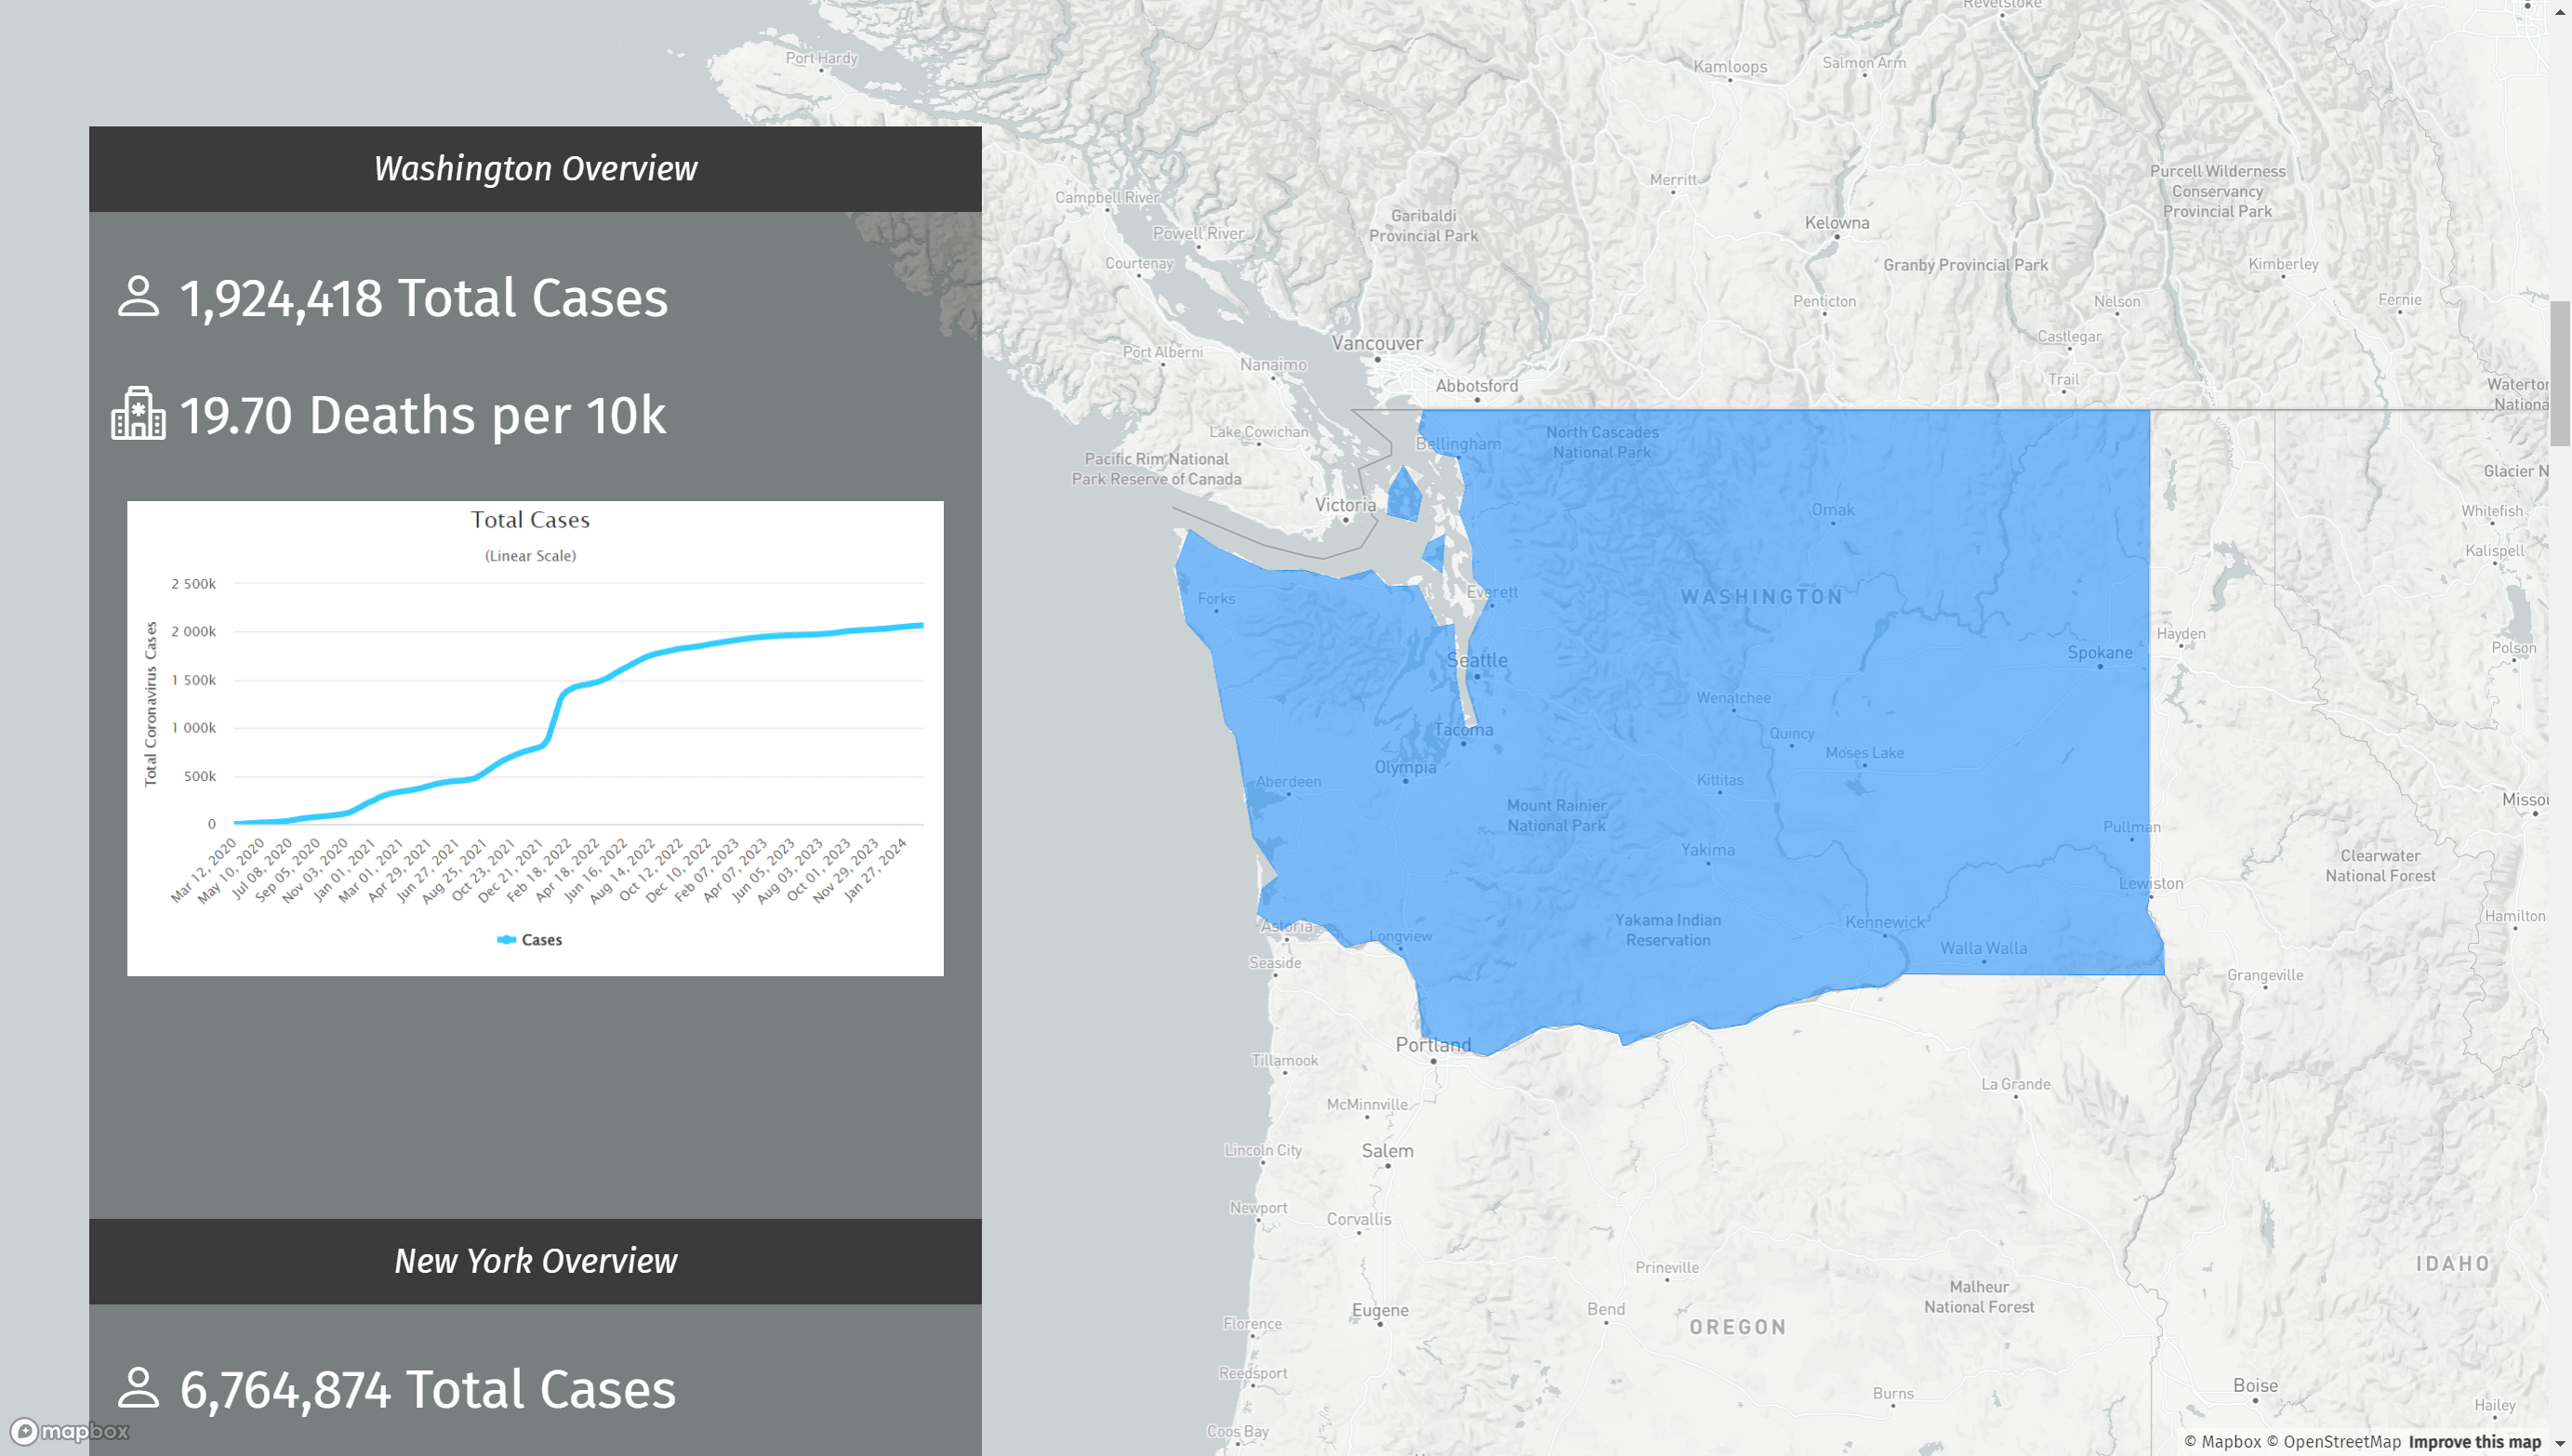 Washington Overview
1,924,418 Total Cases
19.70 Deaths per 10k
Total Cases
(Linear Scale)
Total Coronavirus Cases
2 500k
2 000k
1 500k
1 000k
500k
0
Mar 12, 2020
May 10, 2020
Jul 08, 2020
Sep 05, 2020
Nov 03, 2020
Jan 01, 2021
Mar 01, 2021
Apr 29, 2021
Jun 27, 2021
Aug 25, 2021
Oct 23, 2021
Dec 21, 2021
Feb 18, 2022
Apr 18, 2022
Jun 16, 2022
Aug 14, 2022
Oct 12, 2022
Dec 10, 2022
Feb 07, 2023
Apr 07, 2023
Jun 05, 2023
Aug 03, 2023
Oct 01, 2023
Nov 29, 2023
Jan 27, 2024
Cases
New York Overview
6,764,874 Total Cases
mapbox
Revelstoke
Port Hardy
Kamloops
Salmon Arm
Campbell River
Merritt
Purcell Wilderness
Conservancy
Provincial Park
Garibaldi
Provincial Park
Kelowna
Powell River
Courtenay
Granby Provincial Park
Kimberley
Penticton
Nelson
Fernie
Vancouver
Castlegar
Port Alberni
Nanaimo
Abbotsford
Trail
Waterton
Nationa
Lake Cowichan
Bellingham
North Cascades
National Park
Pacific Rim National
Park Reserve of Canada
Glacier N
Victoria
Omak
Whitefish
Kalispell
Forks
Everett
WASHINGTON
Hayden
Polson
Seattle
Spokane
Wenatchee
Tacoma
Quincy
Moses Lake
Olympia
Aberdeen
Kittitas
Mount Rainier
National Park
Missou
Pullman
Yakima
Clearwater
National Forest
Lewiston
Yakama Indian
Reservation
Kennewick
Hamilton
Astoria
Longview
Walla Walla
Seaside
Grangeville
Portland
Tillamook
La Grande
McMinnville
Lincoln City
Salem
Newport
Corvallis
Prineville
IDAHO
Malheur
National Forest
Eugene
Bend
Florence
OREGON
Reedsport
Burns
Boise
Hailey
Coos Bay
© Mapbox © OpenStreetMap Improve this map